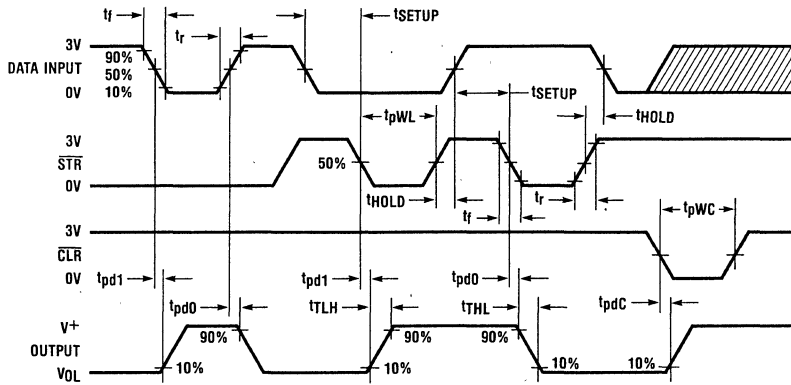 tf
tr
tSETUP
3V
90%
DATA INPUT
50%
0V
10%
tSETUP
tpWL
tHOLD
3V
STR
50%
0V
tHOLD
tf
tr
tpWC
3V
CLR
0V
tpd1
tpd0
tpd1
tTLH
tpd0
tTHL
tpdC
V+
90%
90%
90%
OUTPUT
10%
10%
10%
10%
VOL